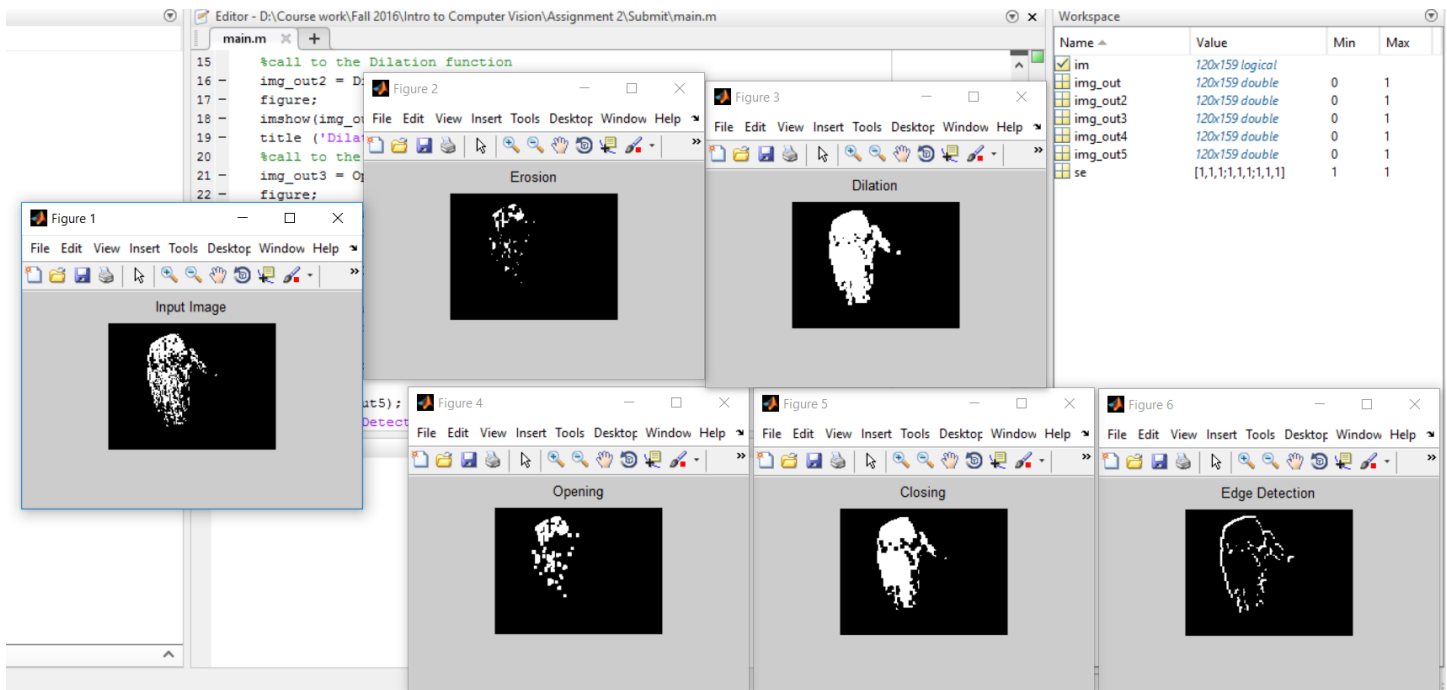 Editor - D:\Course work\Fall 2016\Intro to Computer Vision\Assignment 2\Submit\main.m
main.m
15 %call to the Dilation function
16 - img_out2 = Di
17 - figure;
18 - imshow(img_ou
19 - title ('Dilat
20 %call to the
21 - img_out3 = Op
22 - figure;
ut5);
Detect
Workspace
Name Value Min Max
im 120x159 logical
img_out 120x159 double 0 1
img_out2 120x159 double 0 1
img_out3 120x159 double 0 1
img_out4 120x159 double 0 1
img_out5 120x159 double 0 1
se [1,1,1;1,1,1;1,1,1] 1 1
Figure 2
File Edit View Insert Tools Desktop Window Help
Erosion
Figure 3
File Edit View Insert Tools Desktop Window Help
Dilation
Figure 1
File Edit View Insert Tools Desktop Window Help
Input Image
Figure 4
File Edit View Insert Tools Desktop Window Help
Opening
Figure 5
File Edit View Insert Tools Desktop Window Help
Closing
Figure 6
File Edit View Insert Tools Desktop Window Help
Edge Detection